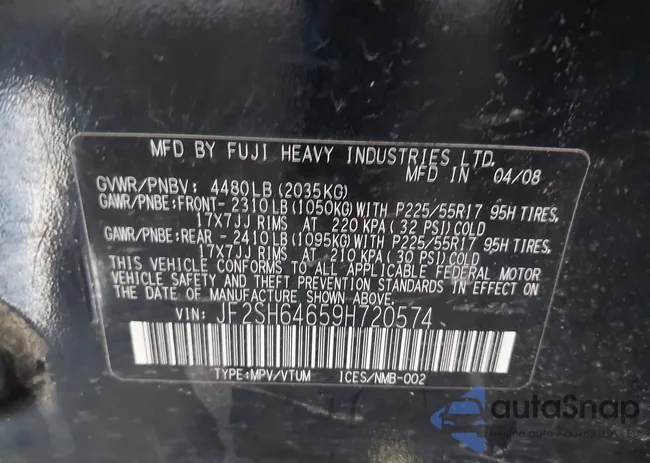 MFD BY FUJI HEAVY INDUSTRIES LTD.
MADE IN 04/08
GVWR/PNBV: 4480LB(2035KG)
GAWR/PNBE:FRONT-2310LB(1050KG)WITH P225/55R17 95H TIRES,
17X7JJ RIMS AT 220 KPA(32 PSI)COLD
GAWR/PNBE:REAR -2410LB(1095KG)WITH P225/55R17 95H TIRES,
17X7JJ RIMS AT 210 KPA(30 PSI)COLD
THIS VEHICLE CONFORMS TO ALL APPLICABLE FEDERAL MOTOR
VEHICLE SAFETY AND THEFT PREVENTION STANDARDS IN EFFECT
ON THE DATE OF MANUFACTURE SHOWN ABOVE.
VIN: JF2SH64659H720574
TYPE:MPV/VTUM ICES/NMB-002
autoSnap